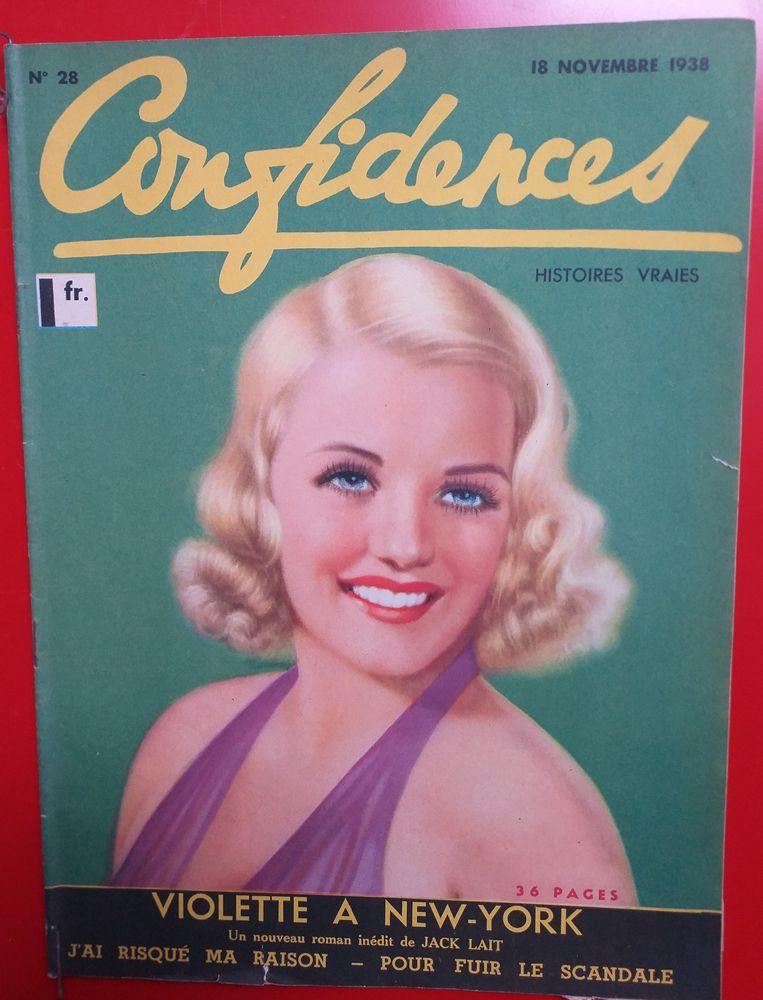 N° 28
18 NOVEMBRE 1938
Confidences
HISTOIRES VRAIES
1 fr.
36 PAGES
VIOLETTE A NEW-YORK
Un nouveau roman inédit de JACK LAIT
J'AI RISQUÉ MA RAISON – POUR FUIR LE SCANDALE